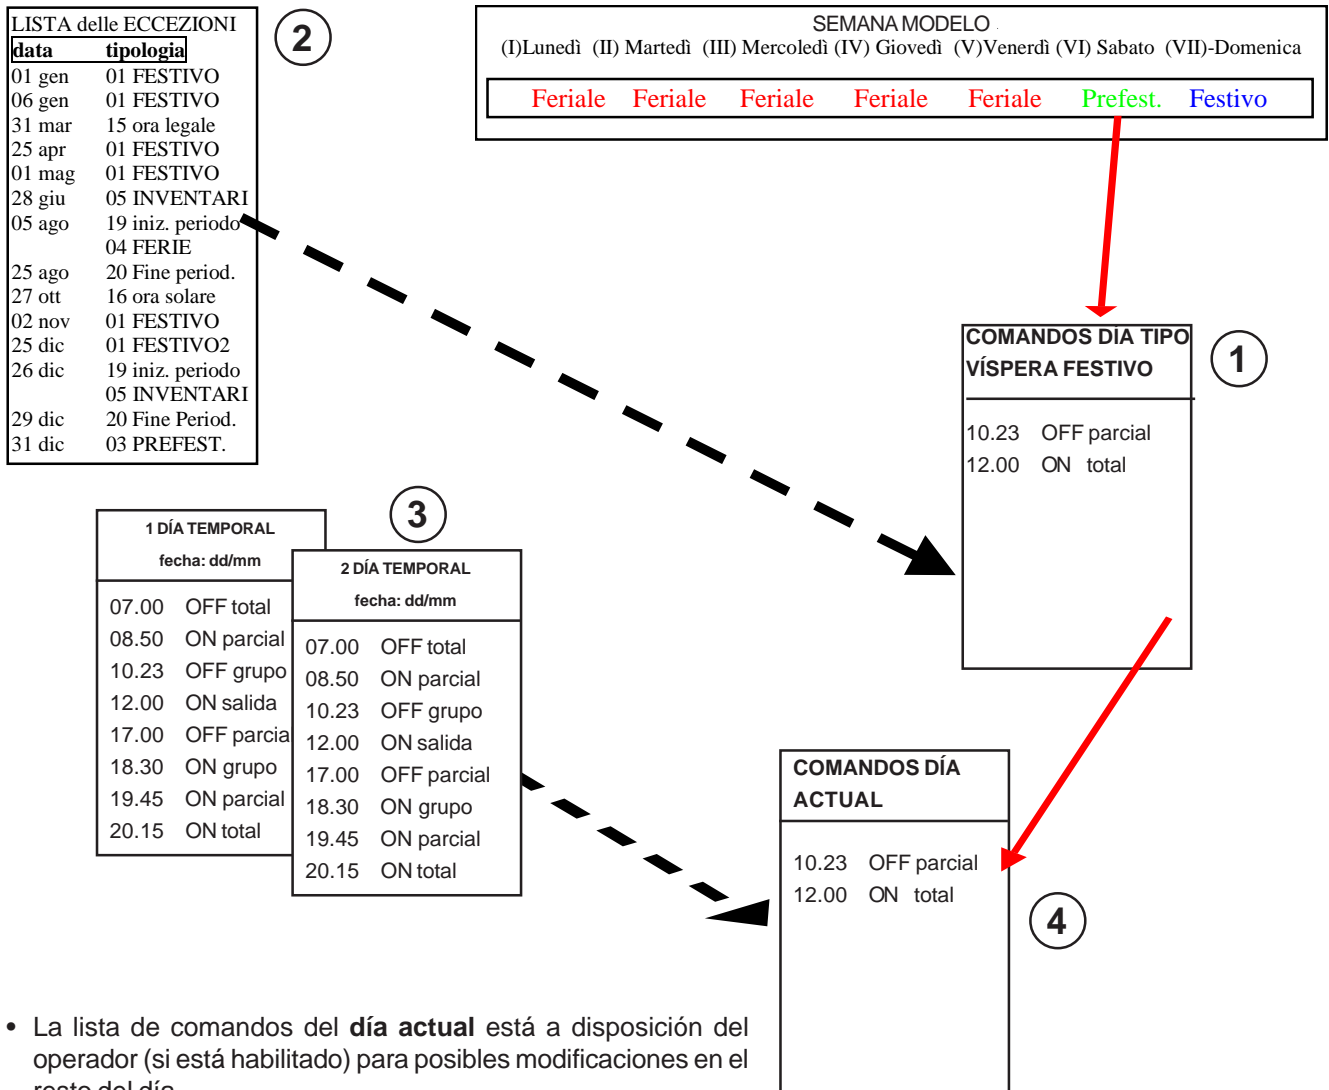 LISTA delle ECCEZIONI
data tipologia
01 gen 01 FESTIVO
06 gen 01 FESTIVO
31 mar 15 ora legale
25 apr 01 FESTIVO
01 mag 01 FESTIVO
28 giu 05 INVENTARI
05 ago 19 iniz. periodo
04 FERIE
25 ago 20 Fine period.
27 ott 16 ora solare
02 nov 01 FESTIVO
25 dic 01 FESTIVO2
26 dic 19 iniz. periodo
05 INVENTARI
29 dic 20 Fine Period.
31 dic 03 PREFEST.
2
SEMANA MODELO
(I)Lunedì (II) Martedì (III) Mercoledì (IV) Giovedì (V)Venerdì (VI) Sabato (VII)-Domenica
Feriale Feriale Feriale Feriale Feriale Prefest. Festivo
COMANDOS DÍA TIPO
VÍSPERA FESTIVO
10.23 OFF parcial
12.00 ON total
1
1 DÍA TEMPORAL
fecha: dd/mm
07.00 OFF total
08.50 ON parcial
10.23 OFF grupo
12.00 ON salida
17.00 OFF parcia
18.30 ON grupo
19.45 ON parcial
20.15 ON total
3
2 DÍA TEMPORAL
fecha: dd/mm
07.00 OFF total
08.50 ON parcial
10.23 OFF grupo
12.00 ON salida
17.00 OFF parcial
18.30 ON grupo
19.45 ON parcial
20.15 ON total
COMANDOS DÍA
ACTUAL
10.23 OFF parcial
12.00 ON total
4
• La lista de comandos del día actual está a disposición del
operador (si está habilitado) para posibles modificaciones en el
resto del día